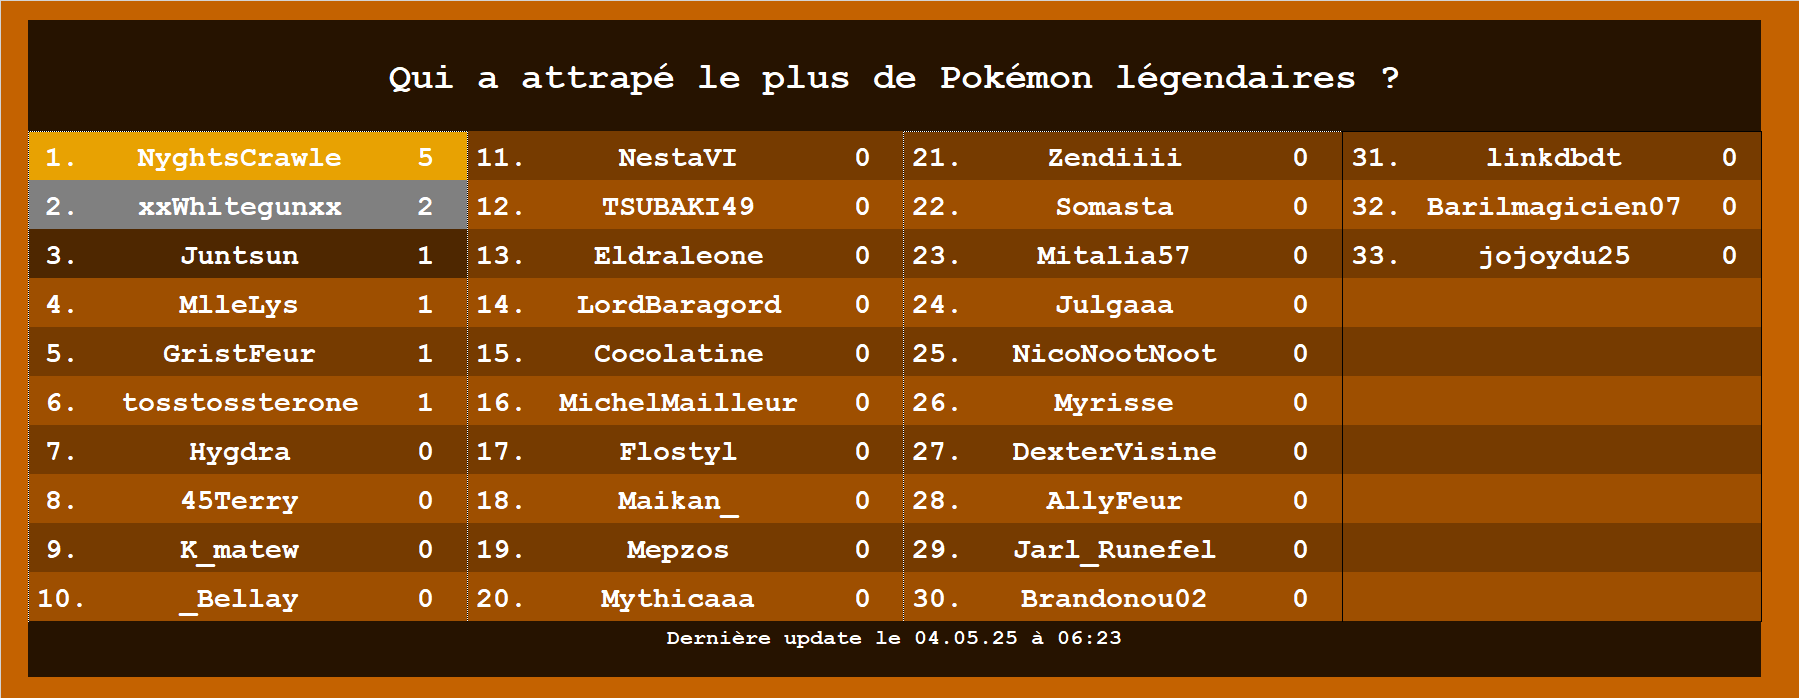 Qui a attrapé le plus de Pokémon légendaires ?
1. NyghtsCrawle 5
2. xxWhitegunxx 2
3. Juntsun 1
4. MlleLys 1
5. GristFeur 1
6. tosstossterone 1
7. Hygdra 0
8. 45Terry 0
9. K_matew 0
10. _Bellay 0
11. NestaVI 0
12. TSUBAKI49 0
13. Eldraleone 0
14. LordBaragord 0
15. Cocolatine 0
16. MichelMailleur 0
17. Flostyl 0
18. Maikan_ 0
19. Mepzos 0
20. Mythicaaa 0
21. Zendiiii 0
22. Somasta 0
23. Mitalia57 0
24. Julgaaa 0
25. NicoNootNoot 0
26. Myrisse 0
27. DexterVisine 0
28. AllyFeur 0
29. Jarl_Runefel 0
30. Brandonou02 0
31. linkdbdt 0
32. Barilmagicien07 0
33. jojoydu25 0
Dernière update le 04.05.25 à 06:23